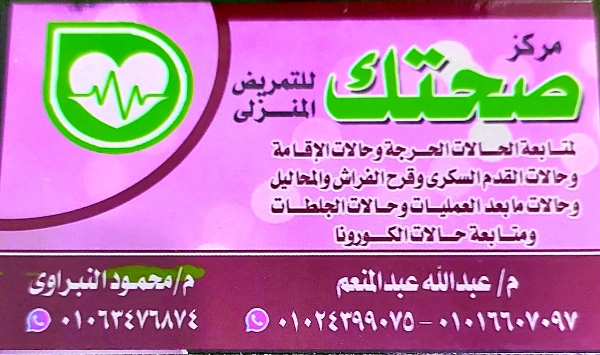 مركز
صحتك
للتمريض
المنزلى
لمتابعة الحالات الحرجة وحالات الإقامة
وحالات القدم السكرى وقرح الفراش والمحاليل
وحالات مابعد العمليات وحالات الجلطات
ومتابعة حالات الكورونا
م/ عبدالله عبدالمنعم
٠١٠١٦٦٠٧٠٩٧ - ٠١٠٢٤٣٩٩٠٧٥
م/محمود النبراوى
٠١٠٦٣٤٧٦٨٧٤